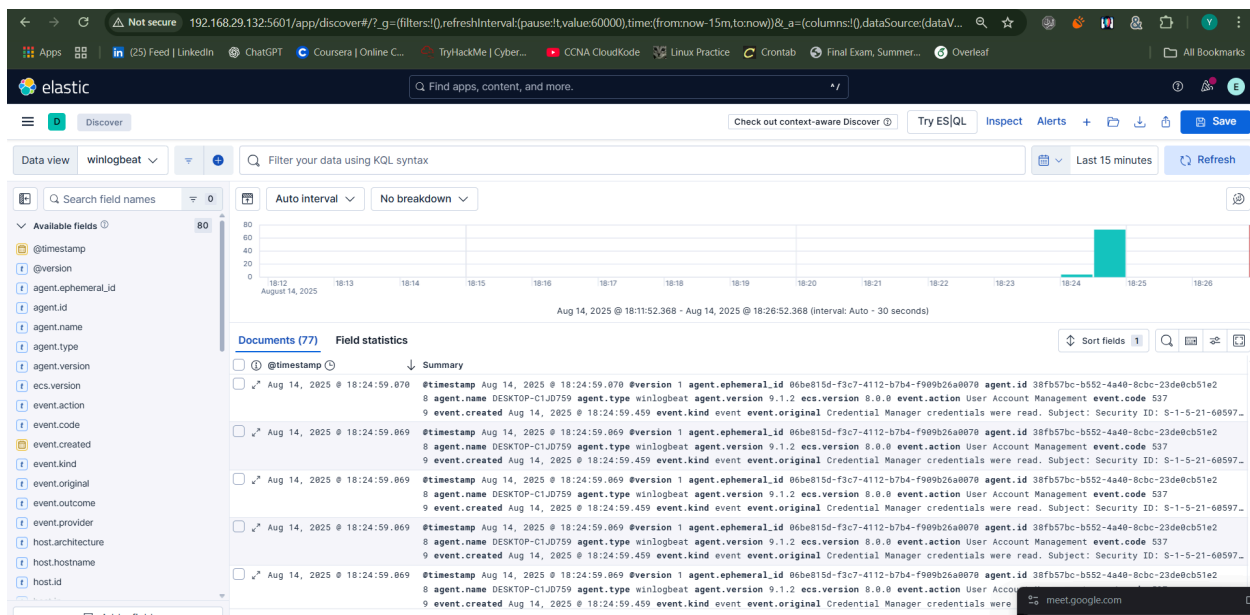 Not secure 192.168.29.132:5601/app/discover#/?_g=(filters:!(),refreshInterval:(pause:!t,value:60000),time:(from:now-15m,to:now))&_a=(columns:!(),dataSource:(dataV... Y
Apps (25) Feed | LinkedIn ChatGPT Coursera | Online C... TryHackMe | Cyber... CCNA CloudKode Linux Practice Crontab Final Exam, Summer... Overleaf All Bookmarks
elastic Find apps, content, and more. ^/ E
D Discover Check out context-aware Discover Try ES|QL Inspect Alerts Save
Data view winlogbeat Filter your data using KQL syntax Last 15 minutes Refresh
Search field names 0 Auto interval No breakdown
Available fields 80
@timestamp
@version
agent.ephemeral_id
agent.id
agent.name
agent.type
agent.version
ecs.version
event.action
event.code
event.created
event.kind
event.original
event.outcome
event.provider
host.architecture
host.hostname
host.id
80
60
40
20
0
18:12 18:13 18:14 18:15 18:16 18:17 18:18 18:19 18:20 18:21 18:22 18:23 18:24 18:25 18:26
August 14, 2025
Aug 14, 2025 @ 18:11:52.368 - Aug 14, 2025 @ 18:26:52.368 (interval: Auto - 30 seconds)
Documents (77) Field statistics Sort fields 1
@timestamp Summary
Aug 14, 2025 @ 18:24:59.070 @timestamp Aug 14, 2025 @ 18:24:59.070 @version 1 agent.ephemeral_id 06be815d-f3c7-4112-b7b4-f909b26a0070 agent.id 38fb57bc-b552-4a40-8cbc-23de0cb51e2
8 agent.name DESKTOP-C1JD759 agent.type winlogbeat agent.version 9.1.2 ecs.version 8.0.0 event.action User Account Management event.code 537
9 event.created Aug 14, 2025 @ 18:24:59.459 event.kind event event.original Credential Manager credentials were read. Subject: Security ID: S-1-5-21-60597...
Aug 14, 2025 @ 18:24:59.069 @timestamp Aug 14, 2025 @ 18:24:59.069 @version 1 agent.ephemeral_id 06be815d-f3c7-4112-b7b4-f909b26a0070 agent.id 38fb57bc-b552-4a40-8cbc-23de0cb51e2
8 agent.name DESKTOP-C1JD759 agent.type winlogbeat agent.version 9.1.2 ecs.version 8.0.0 event.action User Account Management event.code 537
9 event.created Aug 14, 2025 @ 18:24:59.459 event.kind event event.original Credential Manager credentials were read. Subject: Security ID: S-1-5-21-60597...
Aug 14, 2025 @ 18:24:59.069 @timestamp Aug 14, 2025 @ 18:24:59.069 @version 1 agent.ephemeral_id 06be815d-f3c7-4112-b7b4-f909b26a0070 agent.id 38fb57bc-b552-4a40-8cbc-23de0cb51e2
8 agent.name DESKTOP-C1JD759 agent.type winlogbeat agent.version 9.1.2 ecs.version 8.0.0 event.action User Account Management event.code 537
9 event.created Aug 14, 2025 @ 18:24:59.459 event.kind event event.original Credential Manager credentials were read. Subject: Security ID: S-1-5-21-60597...
Aug 14, 2025 @ 18:24:59.069 @timestamp Aug 14, 2025 @ 18:24:59.069 @version 1 agent.ephemeral_id 06be815d-f3c7-4112-b7b4-f909b26a0070 agent.id 38fb57bc-b552-4a40-8cbc-23de0cb51e2
8 agent.name DESKTOP-C1JD759 agent.type winlogbeat agent.version 9.1.2 ecs.version 8.0.0 event.action User Account Management event.code 537
9 event.created Aug 14, 2025 @ 18:24:59.459 event.kind event event.original Credential Manager credentials were read. Subject: Security ID: S-1-5-21-60597...
Aug 14, 2025 @ 18:24:59.069 @timestamp Aug 14, 2025 @ 18:24:59.069 @version 1 agent.ephemeral_id 06be815d-f3c7-4112-b7b4-f909b26a0070 agent.id 38fb57bc-b552-4a40-8cbc-23de0cb51e2
8 agent.name DESKTOP-C1JD759 agent.type winlogbeat agent.version 9.1.2 ecs.version 8.0.0 event.action User
9 event.created Aug 14, 2025 @ 18:24:59.459 event.kind event event.original Credential Manager credentials were
meet.google.com